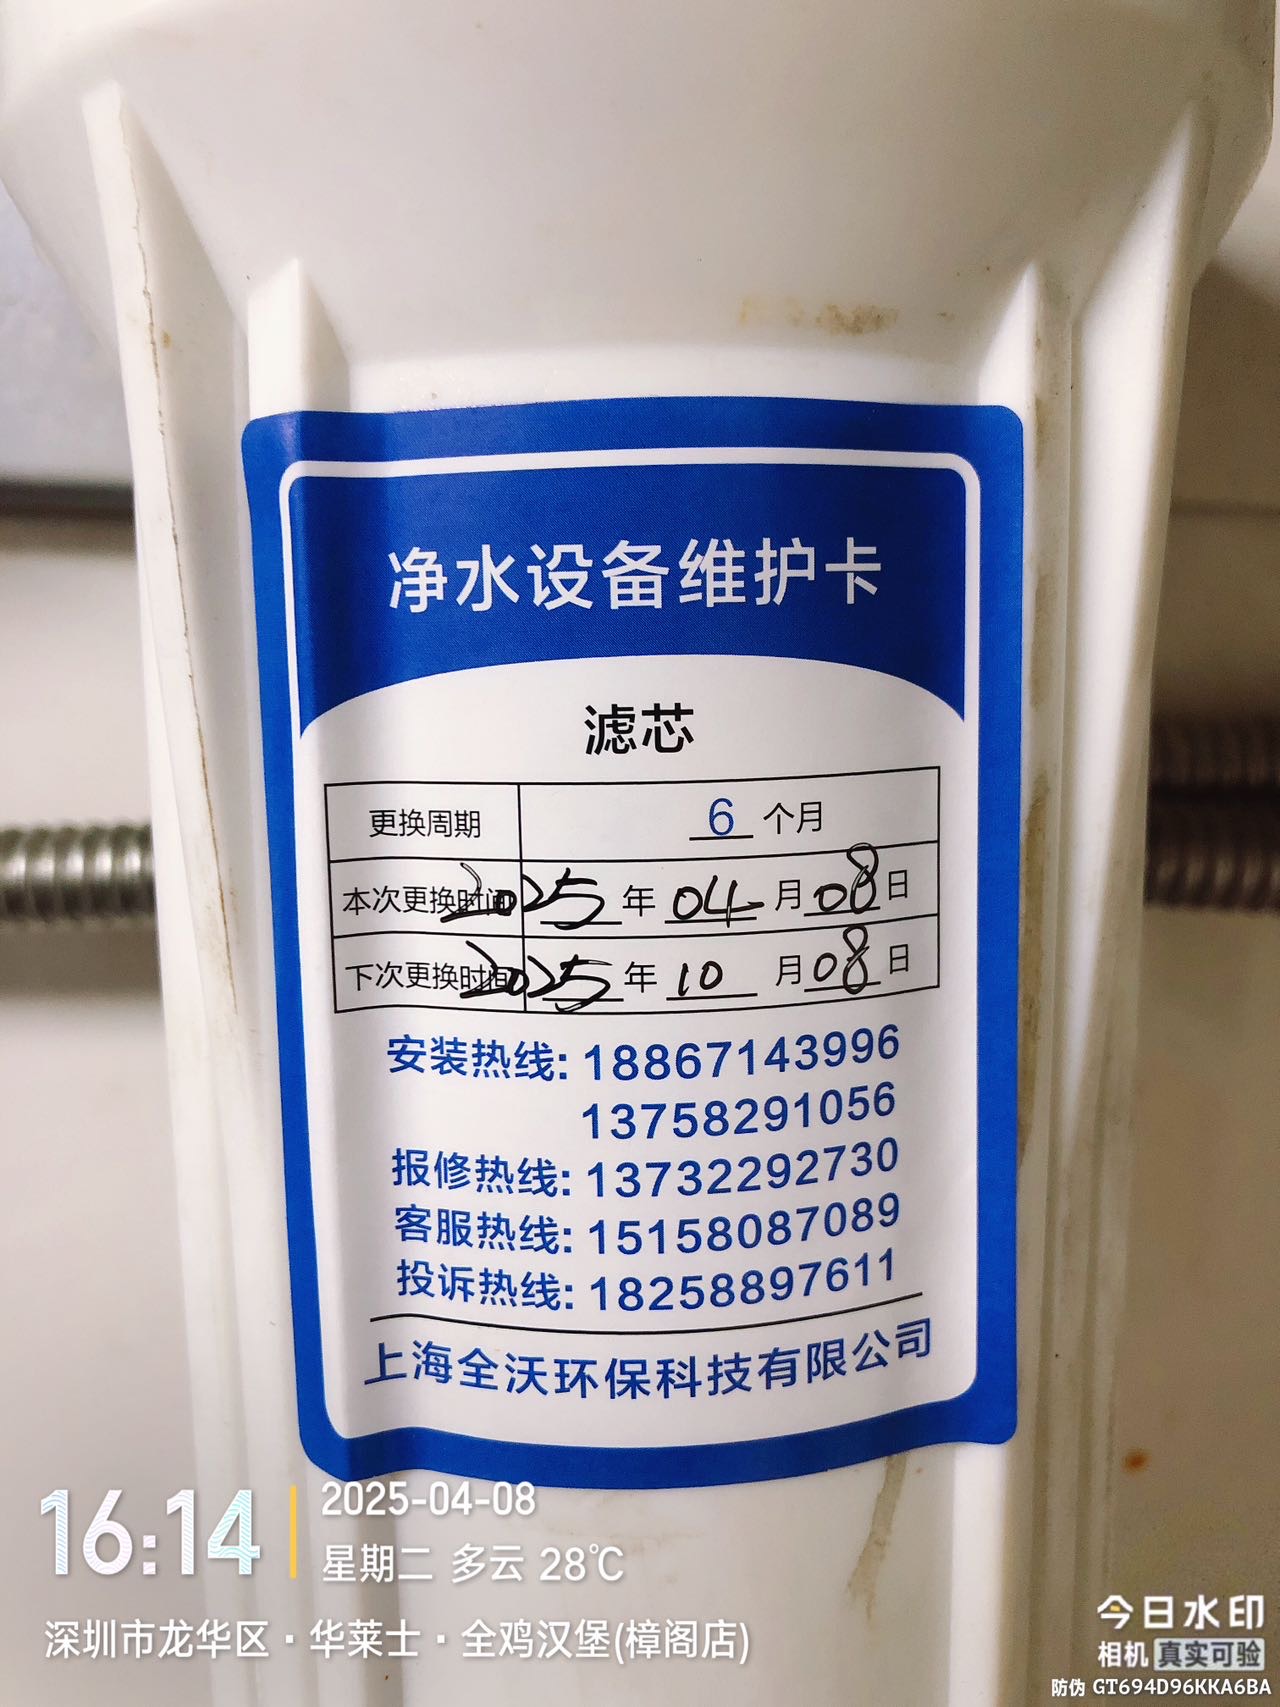 净水设备维护卡
滤芯
更换周期 6 个月
本次更换时间 2025 年 04 月 08 日
下次更换时间 2025 年 10 月 08 日
安装热线: 18867143996
13758291056
报修热线: 13732292730
客服热线: 15158087089
投诉热线: 18258897611
上海全沃环保科技有限公司
16:14
2025-04-08
星期二 多云 28℃
深圳市龙华区·华莱士·全鸡汉堡(樟阁店)
今日水印
相机 真实可验
防伪 GT694D96KKA6BA